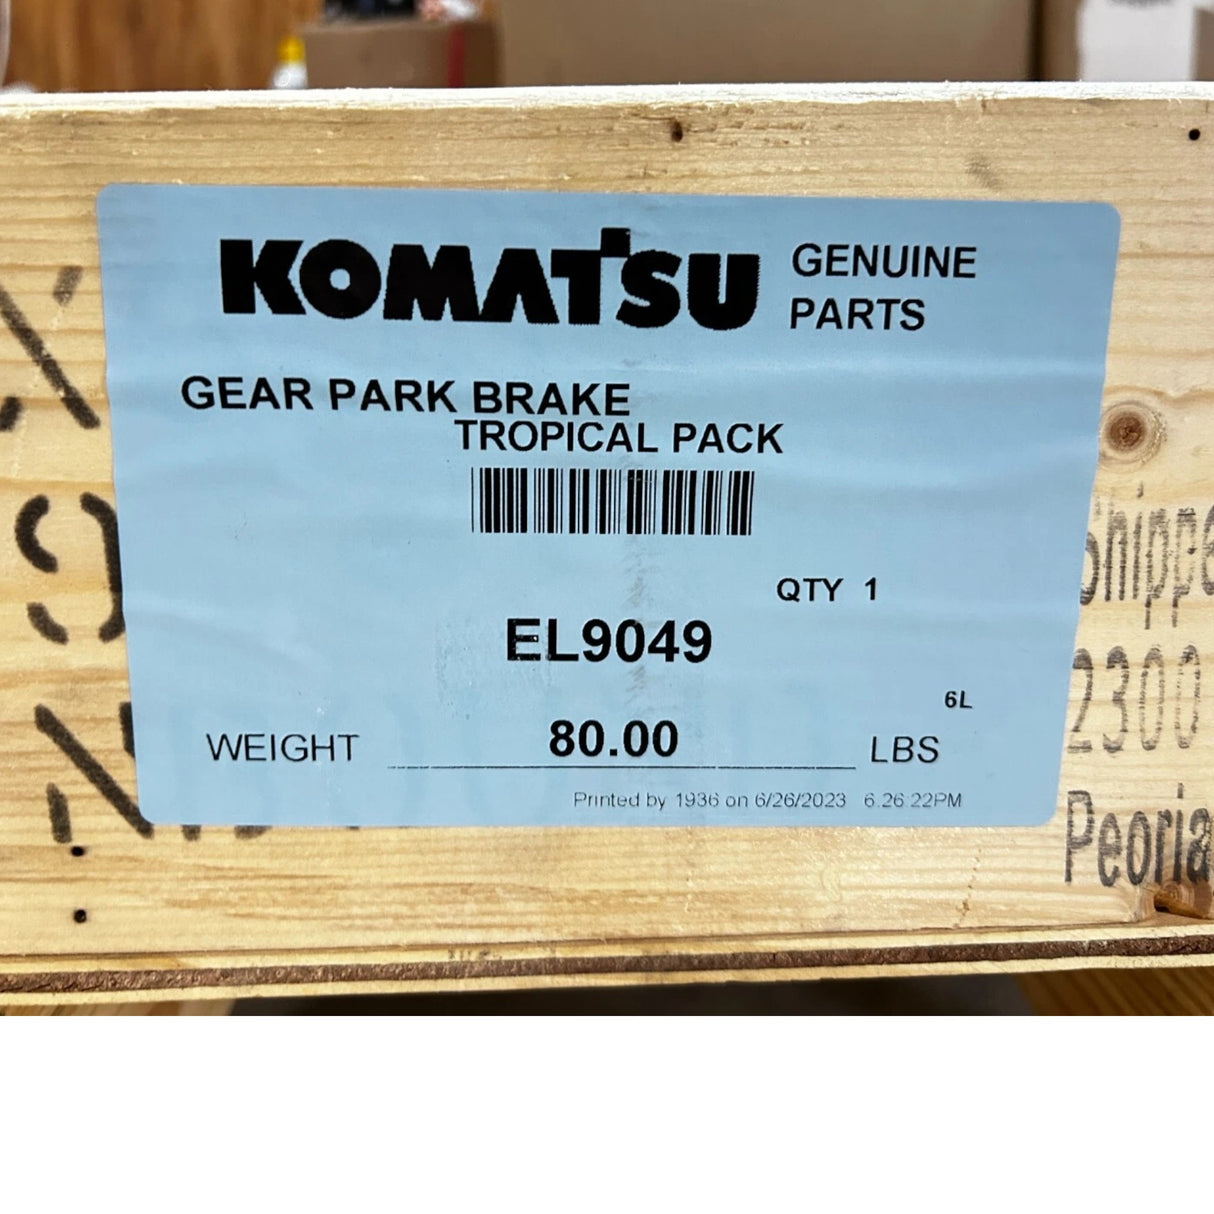 KOMATSU GENUINE
PARTS
GEAR PARK BRAKE
TROPICAL PACK
QTY 1
EL9049
6L
WEIGHT 80.00 LBS
Printed by 1936 on 6/26/2023 6:26:22PM
2300
Peoria